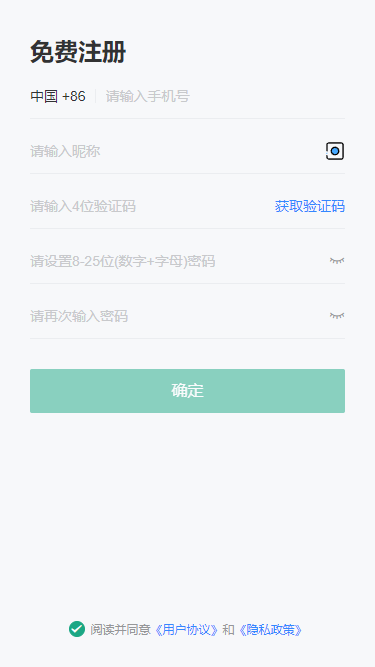 免费注册
中国 +86 请输入手机号
请输入昵称
请输入4位验证码 获取验证码
请设置8-25位(数字+字母)密码
请再次输入密码
确定
阅读并同意《用户协议》和《隐私政策》